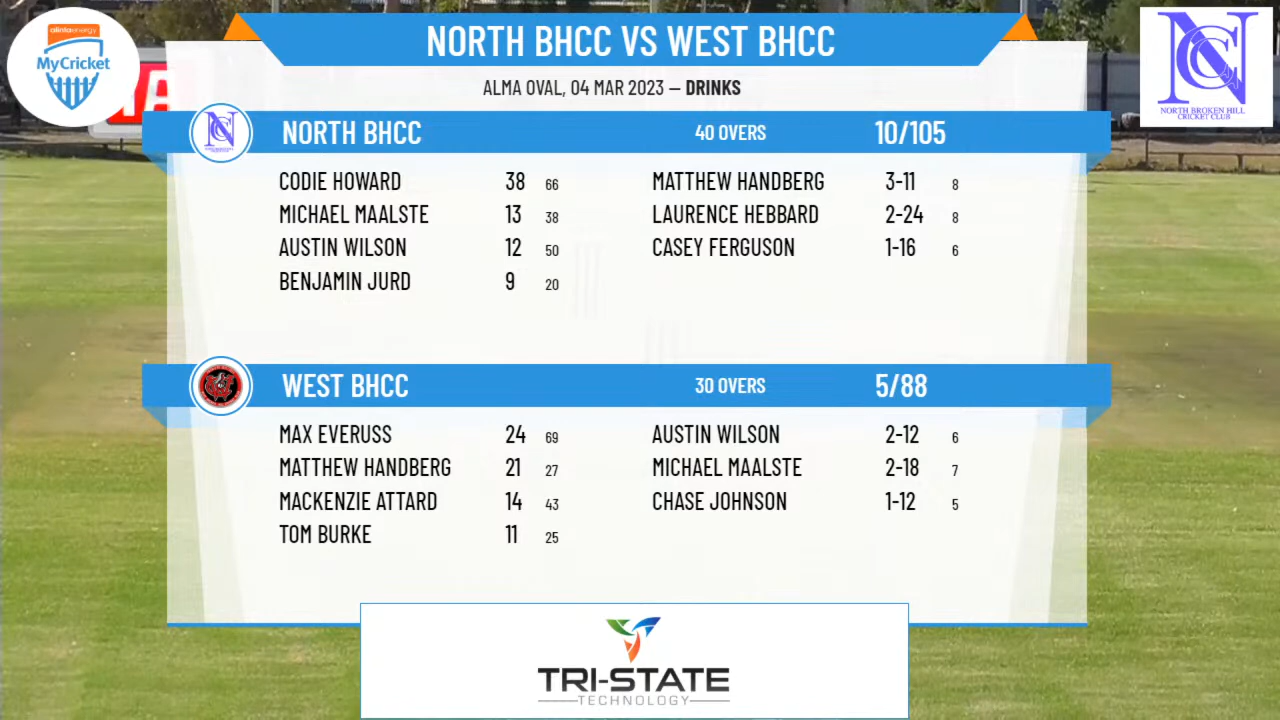 alintaenergy
MyCricket
NORTH BHCC VS WEST BHCC
ALMA OVAL, 04 MAR 2023 – DRINKS
NORTH BROKEN HILL
CRICKET CLUB
NORTH BHCC 40 OVERS 10/105
CODIE HOWARD 38 66 MATTHEW HANDBERG 3-11 8
MICHAEL MAALSTE 13 38 LAURENCE HEBBARD 2-24 8
AUSTIN WILSON 12 50 CASEY FERGUSON 1-16 6
BENJAMIN JURD 9 20
WEST BHCC 30 OVERS 5/88
MAX EVERUSS 24 69 AUSTIN WILSON 2-12 6
MATTHEW HANDBERG 21 27 MICHAEL MAALSTE 2-18 7
MACKENZIE ATTARD 14 43 CHASE JOHNSON 1-12 5
TOM BURKE 11 25
TRI-STATE
TECHNOLOGY